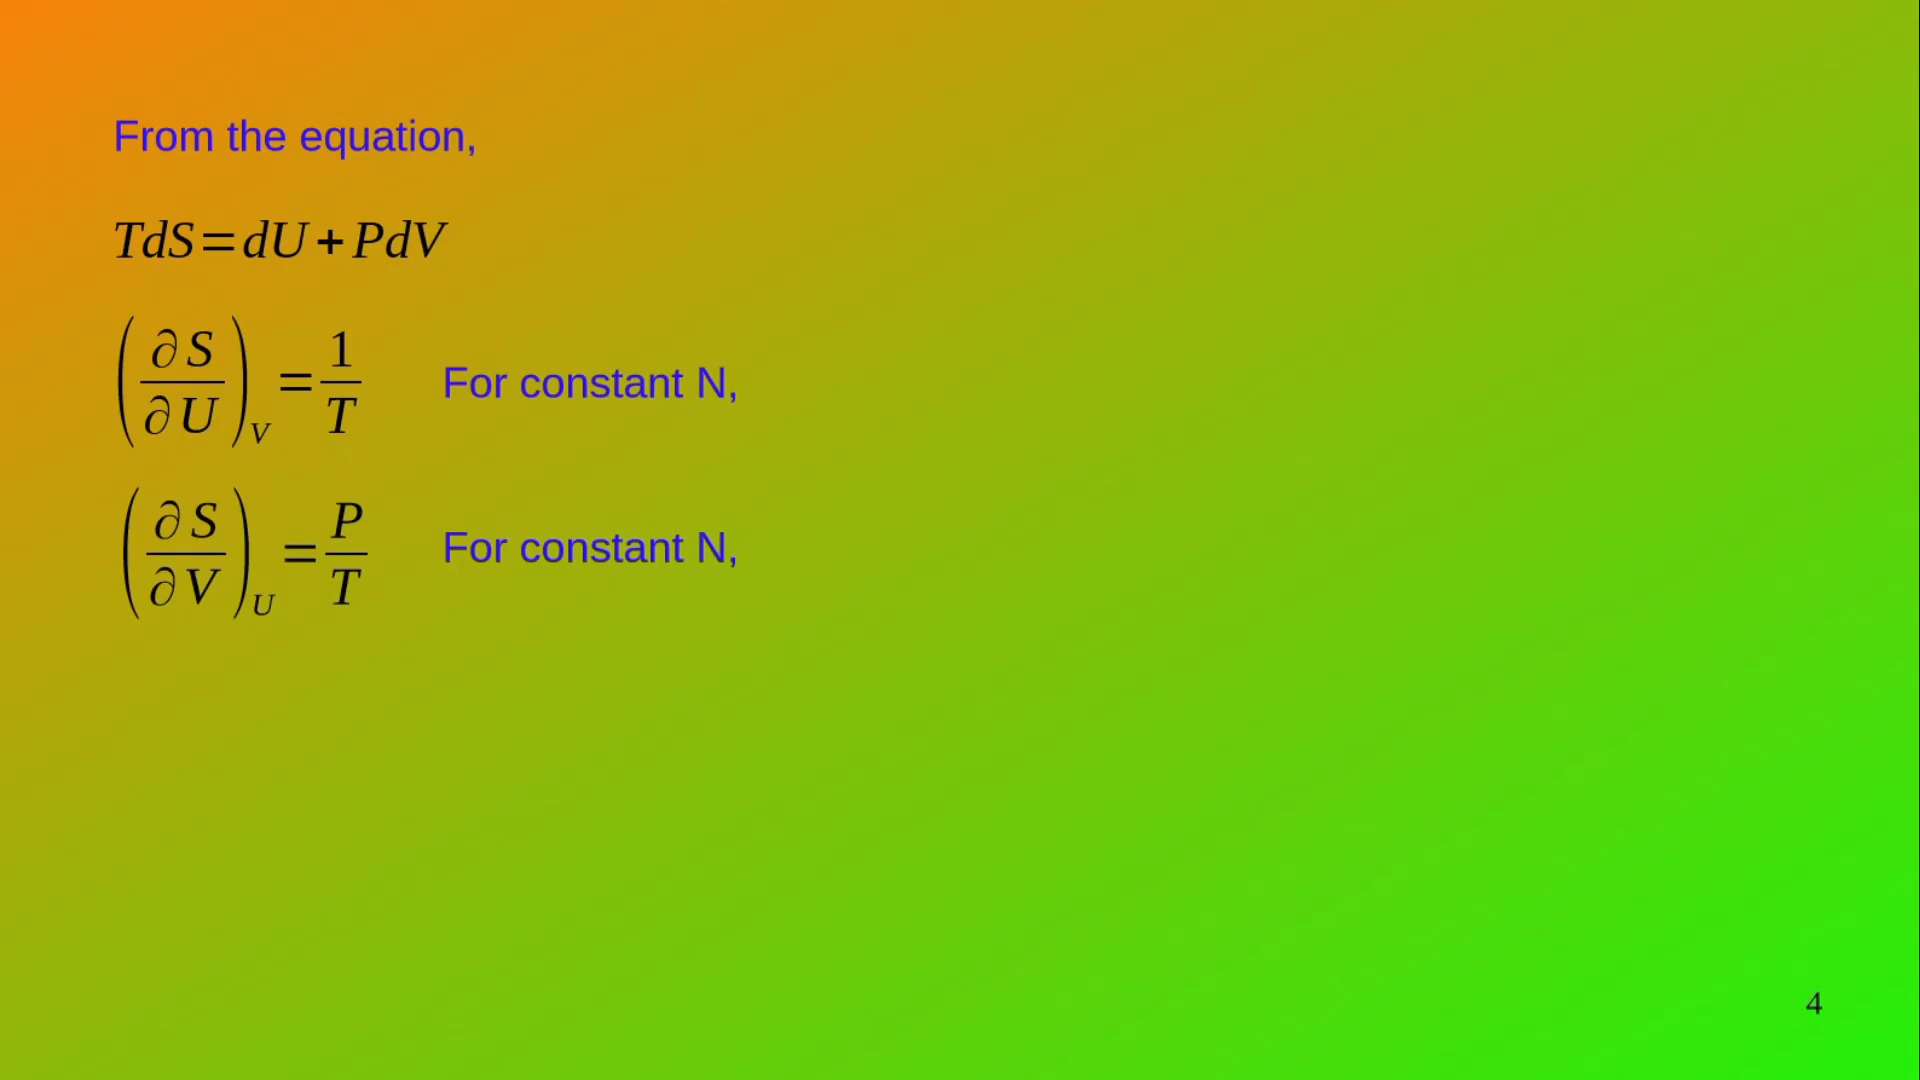 From the equation,
TdS=dU+PdV
(∂S/∂U)_V=1/T For constant N,
(∂S/∂V)_U=P/T For constant N,
4